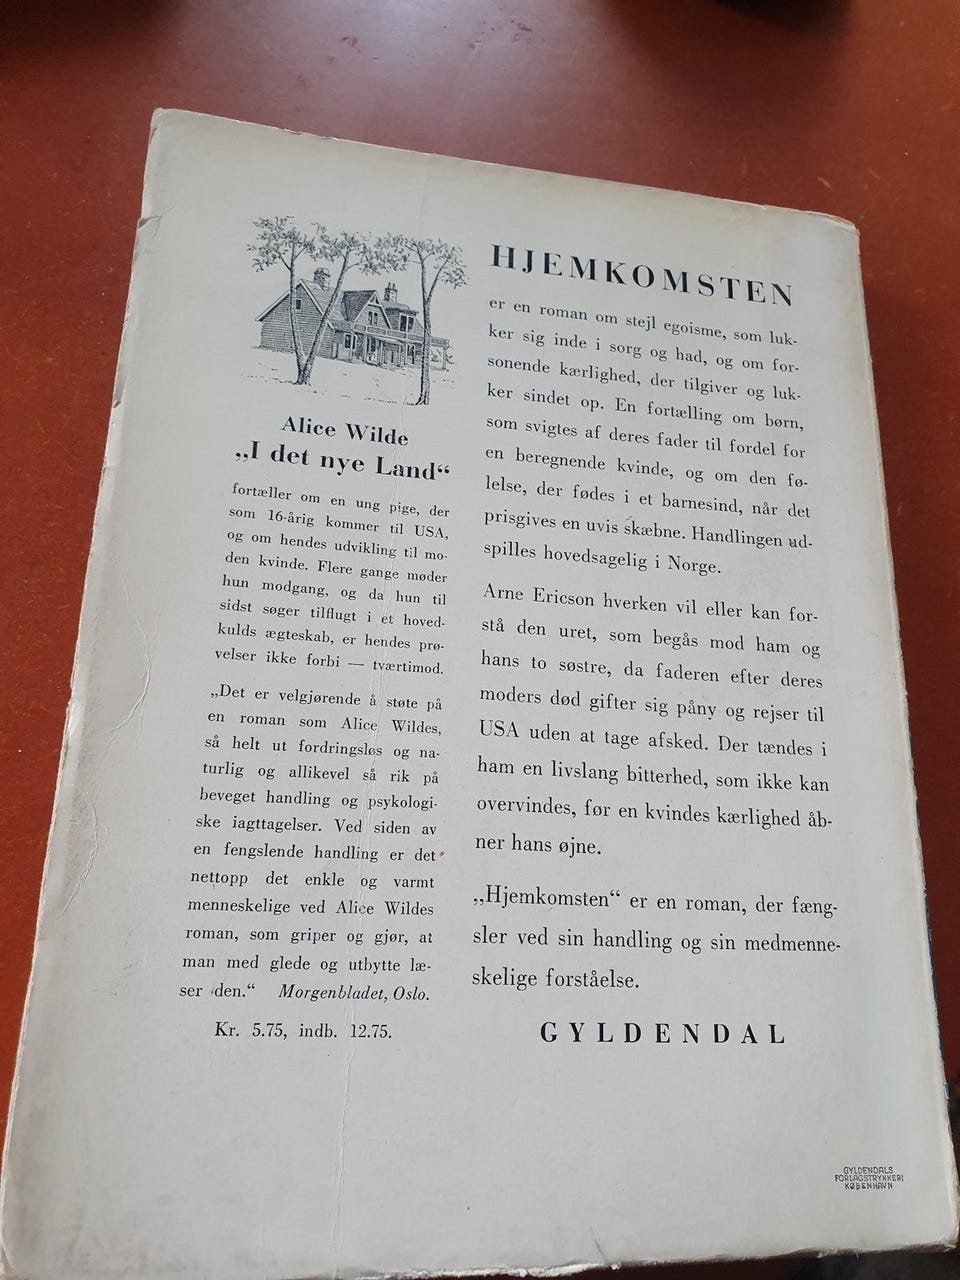 Alice Wilde
„I det nye Land“
fortæller om en ung pige, der
som 16-årig kommer til USA,
og om hendes udvikling til mo-
den kvinde. Flere gange møder
hun modgang, og da hun til
sidst søger tilflugt i et hoved-
kulds ægteskab, er hendes prø-
velser ikke forbi — tværtimod.
„Det er velgjørende å støte på
en roman som Alice Wildes,
så helt ut fordringsløs og na-
turlig og allikevel så rik på
beveget handling og psykologi-
ske iagttagelser. Ved siden av
en fengslende handling er det
nettopp det enkle og varmt
menneskelige ved Alice Wildes
roman, som griper og gjør, at
man med glede og utbytte læ-
ser den.“ Morgenbladet, Oslo.
Kr. 5.75, indb. 12.75.
HJEMKOMSTEN
er en roman om stejl egoisme, som luk-
ker sig inde i sorg og had, og om for-
sonende kærlighed, der tilgiver og luk-
ker sindet op. En fortælling om børn,
som svigtes af deres fader til fordel for
en beregnende kvinde, og om den fø-
lelse, der fødes i et barnesind, når det
prisgives en uvis skæbne. Handlingen ud-
spilles hovedsagelig i Norge.
Arne Ericson hverken vil eller kan for-
stå den uret, som begås mod ham og
hans to søstre, da faderen efter deres
moders død gifter sig påny og rejser til
USA uden at tage afsked. Der tændes i
ham en livslang bitterhed, som ikke kan
overvindes, før en kvindes kærlighed åb-
ner hans øjne.
„Hjemkomsten“ er en roman, der fæng-
sler ved sin handling og sin medmenne-
skelige forståelse.
GYLDENDAL
GYLDENDALS
FORLAGSTRYKKERI
KØBENHAVN